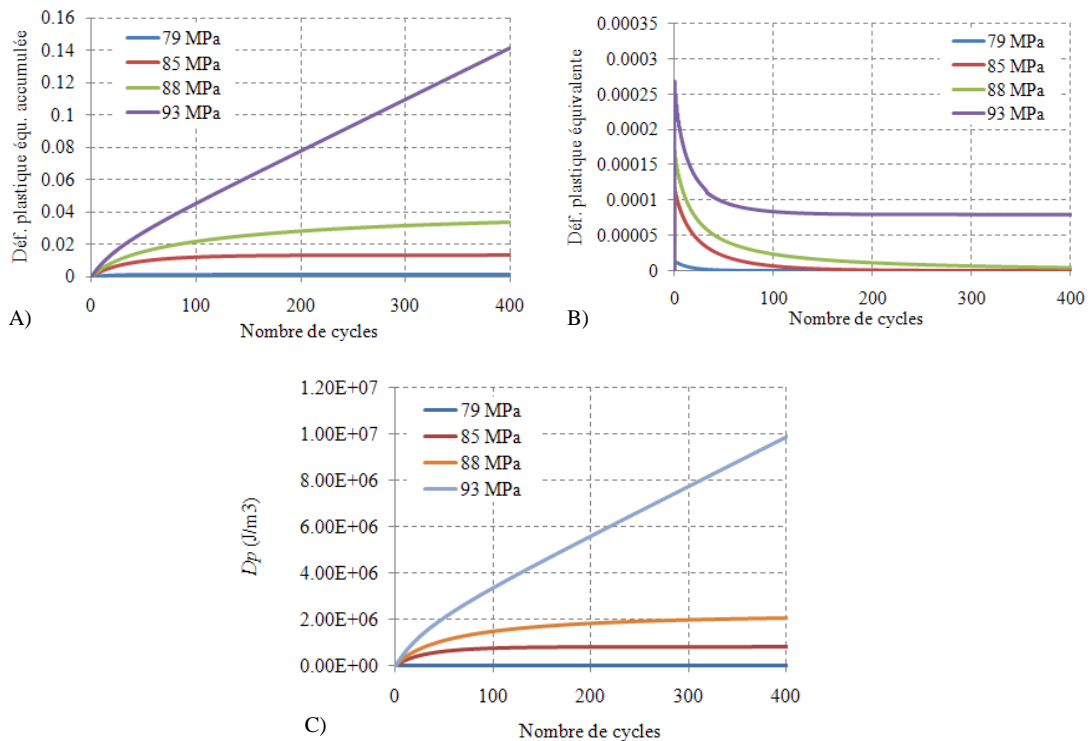 0.16
0.14
0.12
0.1
0.08
0.06
0.04
0.02
0
Déf. plastique équ. accumulée
79 MPa
85 MPa
88 MPa
93 MPa
0 100 200 300 400
Nombre de cycles
A)
0.00035
0.0003
0.00025
0.0002
0.00015
0.0001
0.00005
0
Déf. plastique équivalente
79 MPa
85 MPa
88 MPa
93 MPa
0 100 200 300 400
Nombre de cycles
B)
1.20E+07
1.00E+07
8.00E+06
6.00E+06
4.00E+06
2.00E+06
0.00E+00
Dp (J/m3)
79 MPa
85 MPa
88 MPa
93 MPa
0 100 200 300 400
Nombre de cycles
C)